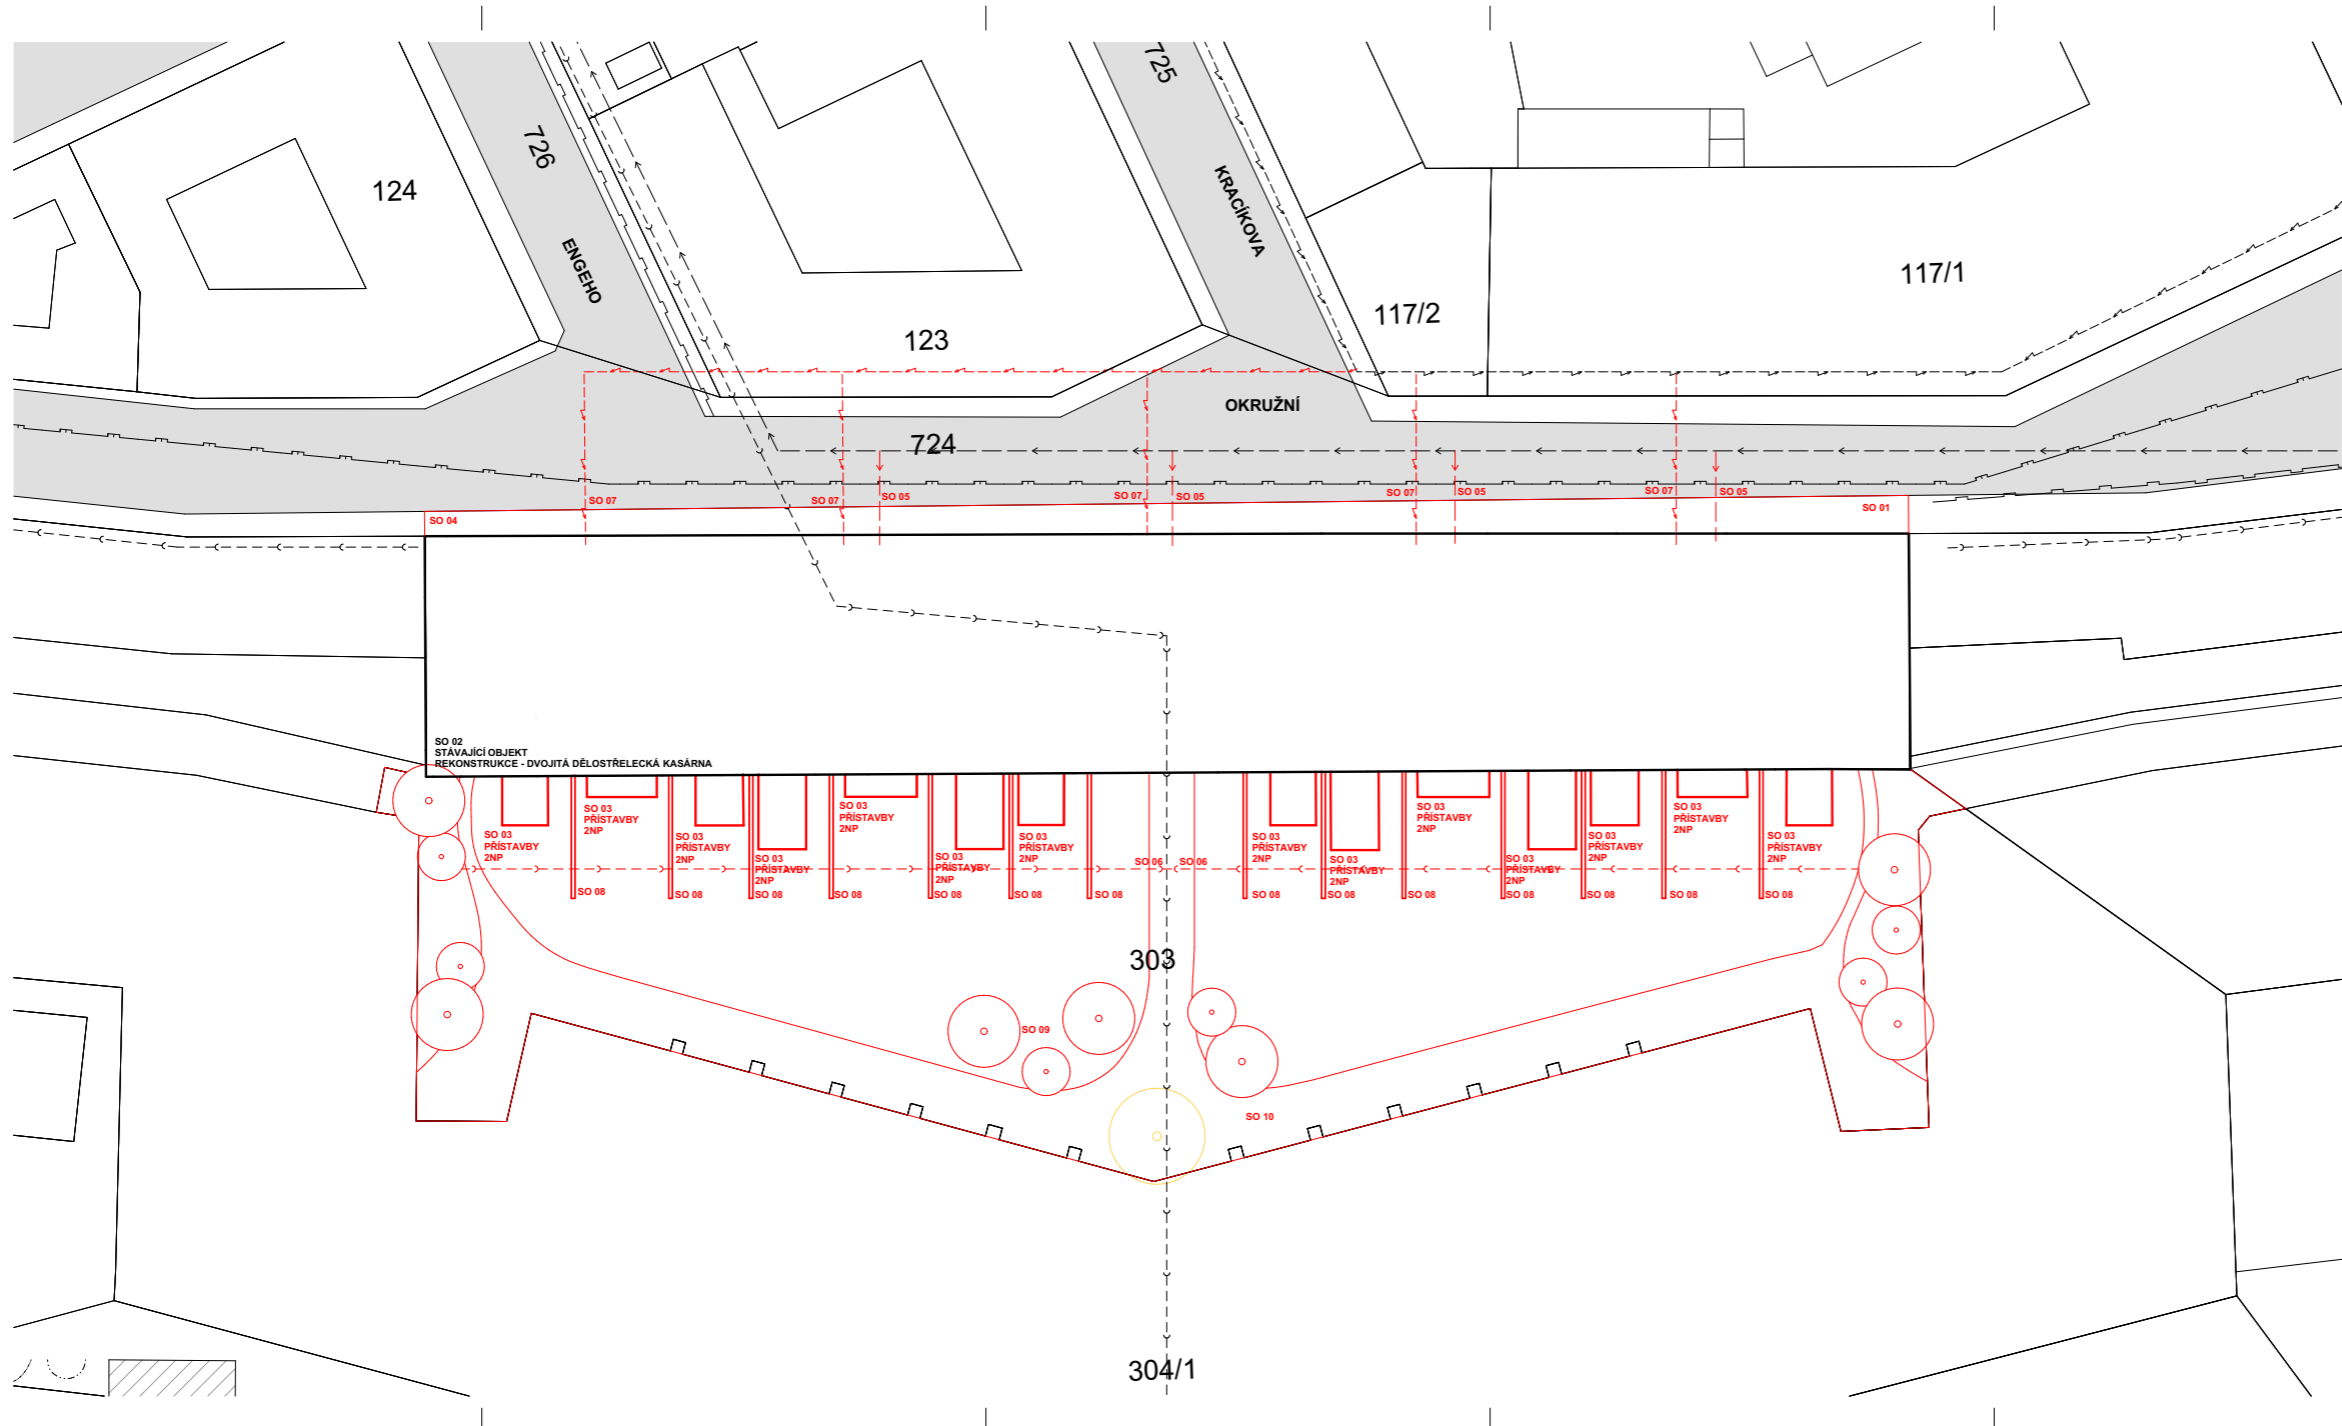 725
726
124
KRACÍKOVA
ENGEHO
117/1
117/2
123
OKRUŽNÍ
724
SO 07
SO 07
SO 05
SO 07
SO 05
SO 07
SO 05
SO 07
SO 05
SO 04
SO 01
SO 02
STÁVAJÍCÍ OBJEKT
REKONSTRUKCE - DVOJITÁ DĚLOSTŘELECKÁ KASÁRNA
SO 03
PŘÍSTAVBY
2NP
SO 03
PŘÍSTAVBY
2NP
SO 03
PŘÍSTAVBY
2NP
SO 03
PŘÍSTAVBY
2NP
SO 03
PŘÍSTAVBY
2NP
SO 03
PŘÍSTAVBY
2NP
SO 03
PŘÍSTAVBY
2NP
SO 06
SO 06
SO 03
PŘÍSTAVBY
2NP
SO 03
PŘÍSTAVBY
2NP
SO 03
PŘÍSTAVBY
2NP
SO 03
PŘÍSTAVBY
2NP
SO 03
PŘÍSTAVBY
2NP
SO 03
PŘÍSTAVBY
2NP
SO 03
PŘÍSTAVBY
2NP
SO 08
SO 08
SO 08
SO 08
SO 08
SO 08
SO 08
SO 08
SO 08
SO 08
SO 08
SO 08
SO 08
SO 08
303
SO 09
SO 10
304/1